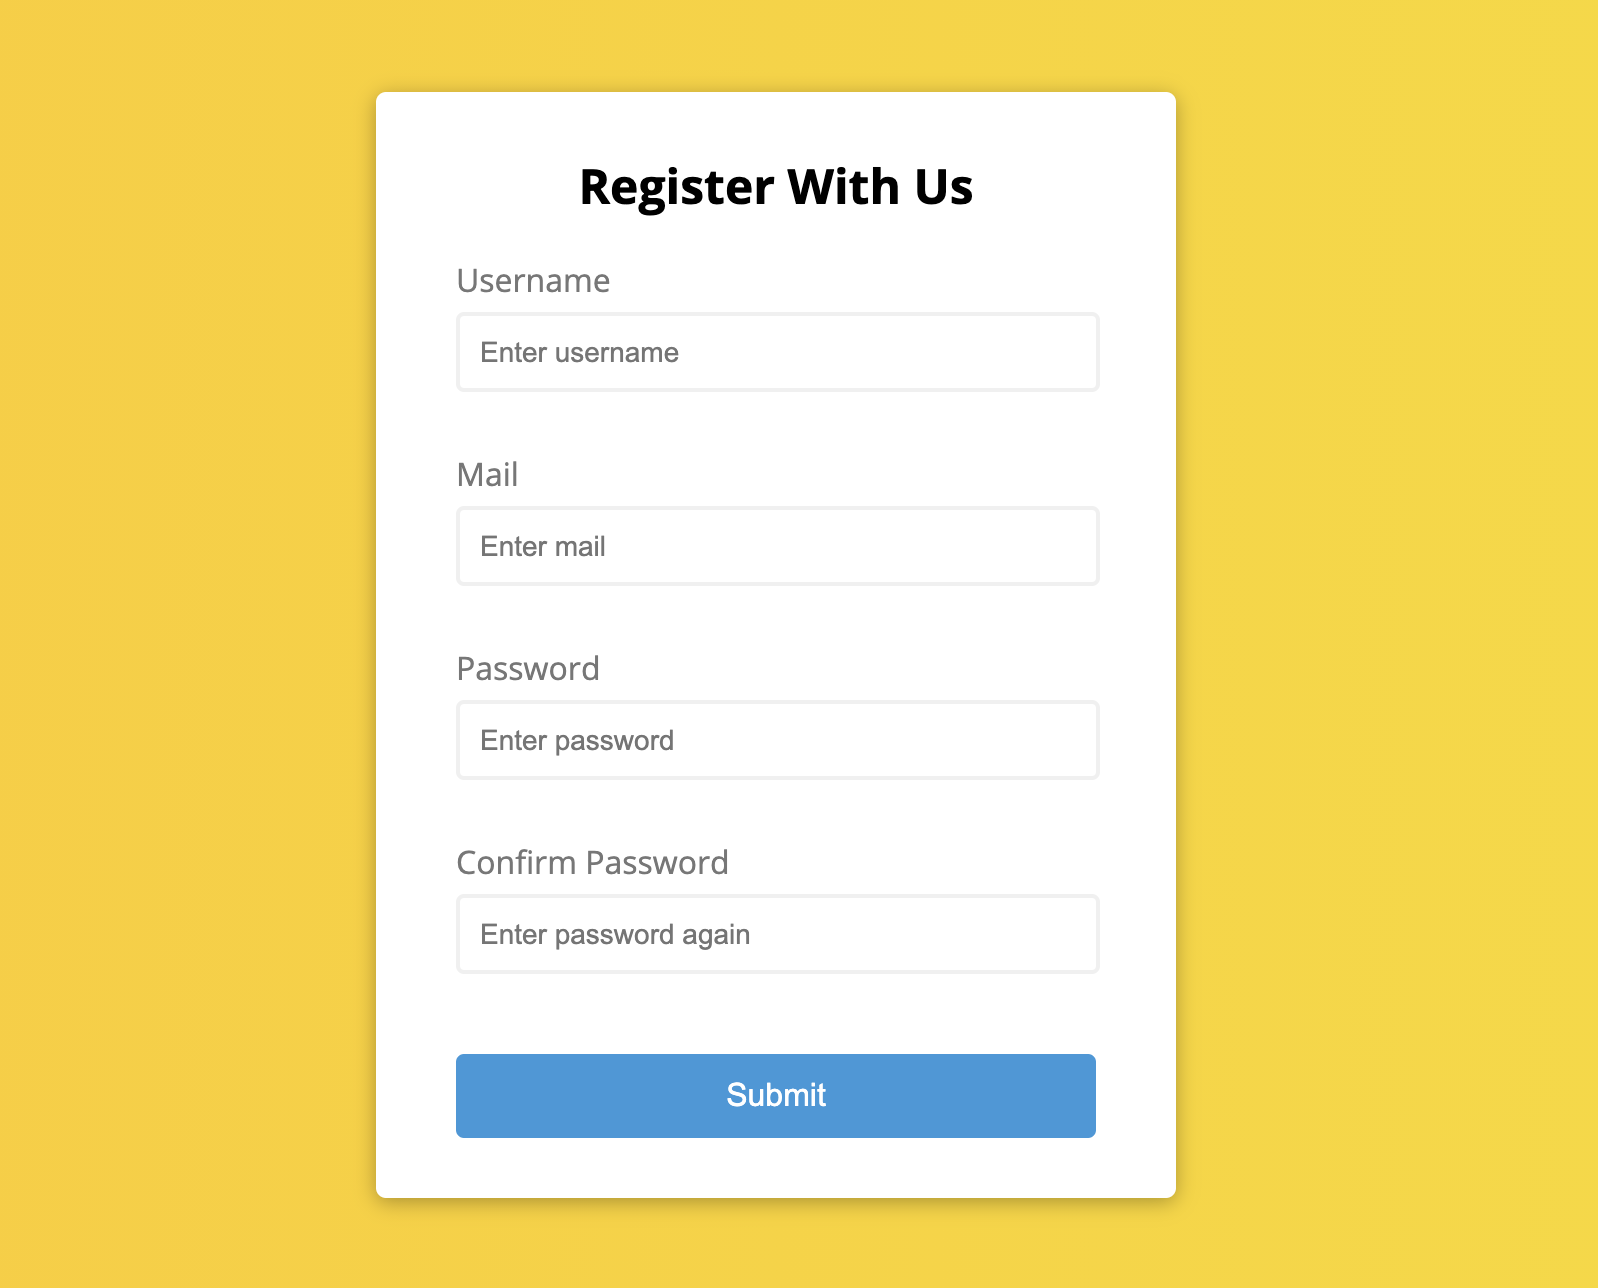 Register With Us
Username
Enter username
Mail
Enter mail
Password
Enter password
Confirm Password
Enter password again
Submit